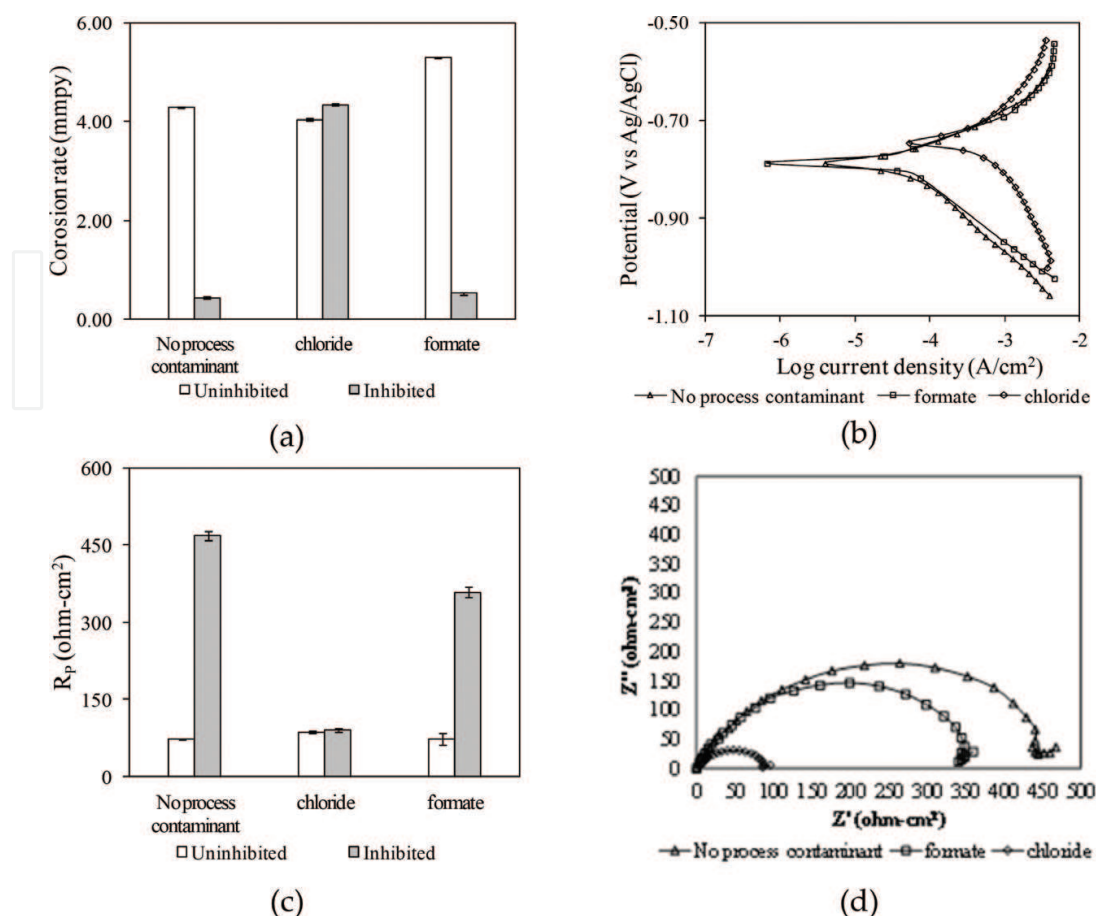 6.00
4.00
2.00
0.00
Corosion rate (mmpy)
No process
contaminant
chloride
formate
Uninhibited
Inhibited
(a)
-0.50
-0.70
-0.90
-1.10
Potential (V vs Ag/AgCl)
-7 -6 -5 -4 -3 -2
Log current density (A/cm²)
No process contaminant
formate
chloride
(b)
600
450
300
150
0
Rₚ (ohm-cm²)
No process
contaminant
chloride
formate
Uninhibited
Inhibited
(c)
500
450
400
350
300
250
200
150
100
50
0
Z" (ohm-cm²)
0 50 100 150 200 250 300 350 400 450 500
Z' (ohm-cm²)
No process contaminant
formate
chloride
(d)